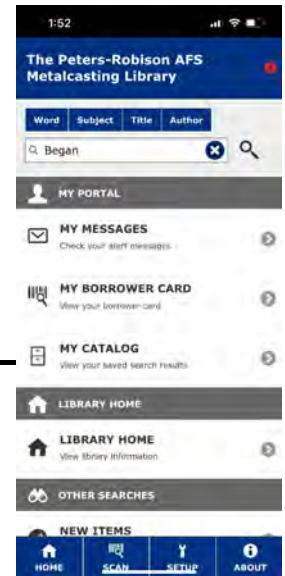 1:52
The Peters-Robison AFS
Metalcasting Library
Word Subject Title Author
Began
MY PORTAL
MY MESSAGES
Check your alert messages
MY BORROWER CARD
View your borrower card
MY CATALOG
View your saved search results
LIBRARY HOME
LIBRARY HOME
View library information
OTHER SEARCHES
NEW ITEMS
HOME SCAN SETUP ABOUT